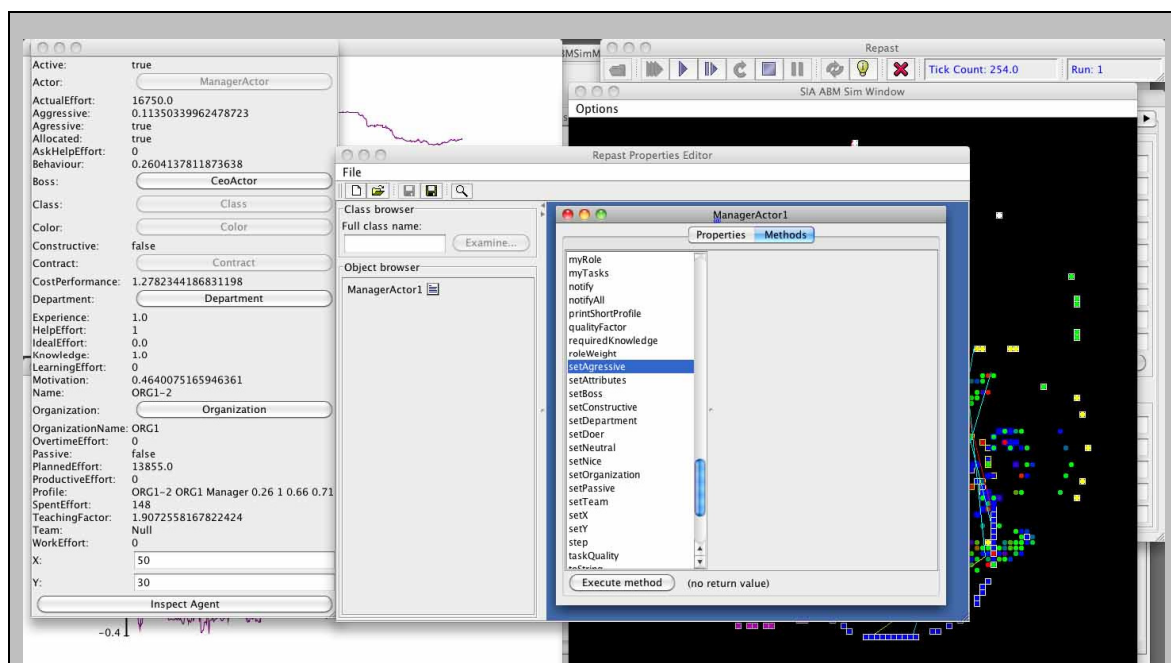 ABMSimM
Repast
Tick Count: 254.0
Run: 1
SIA ABM Sim Window
Options
Active: true
Actor: ManagerActor
ActualEffort: 16750.0
Aggressive: 0.11350339962478723
Agressive: true
Allocated: true
AskHelpEffort: 0
Behaviour: 0.2604137811873638
Boss: CeoActor
Class: Class
Color: Color
Constructive: false
Contract: Contract
CostPerformance: 1.2782344186831198
Department: Department
Experience: 1.0
HelpEffort: 1
IdealEffort: 0.0
Knowledge: 1.0
LearningEffort: 0
Motivation: 0.4640075165946361
Name: ORG1-2
Organization: Organization
OrganizationName: ORG1
OvertimeEffort: 0
Passive: false
PlannedEffort: 13855.0
ProductiveEffort: 0
Profile: ORG1-2 ORG1 Manager 0.26 1 0.66 0.71
SpentEffort: 148
TeachingFactor: 1.9072558167822424
Team: Null
WorkEffort: 0
X: 50
Y: 30
Inspect Agent
-0.4
Repast Properties Editor
File
Class browser
Full class name:
Examine...
Object browser
ManagerActor1
ManagerActor1
Properties Methods
myRole
myTasks
notify
notifyAll
printShortProfile
qualityFactor
requiredKnowledge
roleWeight
setAgressive
setAttributes
setBoss
setConstructive
setDepartment
setDoer
setNeutral
setNice
setOrganization
setPassive
setTeam
setX
setY
step
taskQuality
toString
Execute method (no return value)